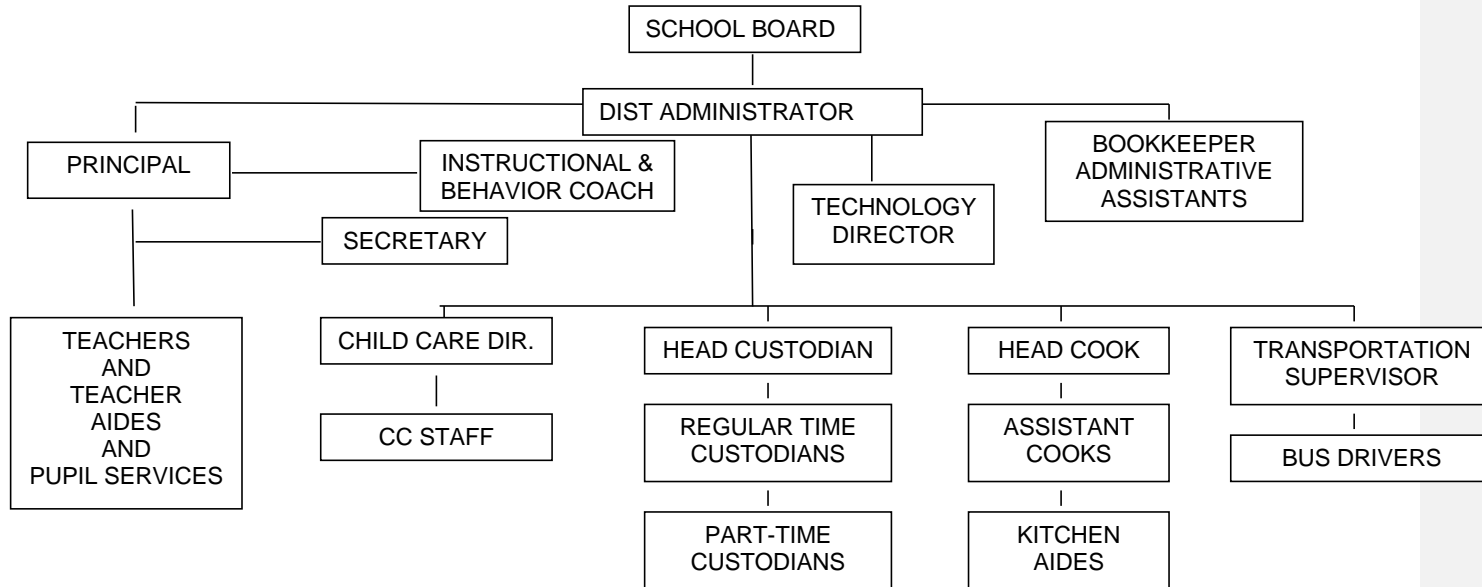 SCHOOL BOARD
DIST ADMINISTRATOR
PRINCIPAL
INSTRUCTIONAL &
BEHAVIOR COACH
SECRETARY
TECHNOLOGY
DIRECTOR
BOOKKEEPER
ADMINISTRATIVE
ASSISTANTS
TEACHERS
AND
TEACHER
AIDES
AND
PUPIL SERVICES
CHILD CARE DIR.
CC STAFF
HEAD CUSTODIAN
REGULAR TIME
CUSTODIANS
PART-TIME
CUSTODIANS
HEAD COOK
ASSISTANT
COOKS
KITCHEN
AIDES
TRANSPORTATION
SUPERVISOR
BUS DRIVERS